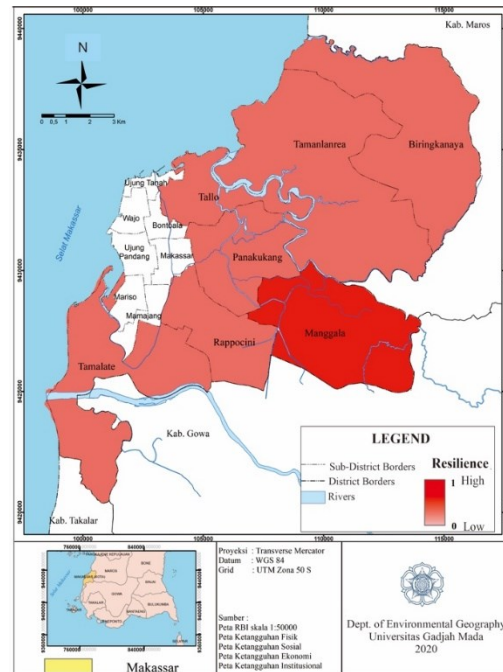 100000
105000
110000
115000
Kab. Maros
N
0 0,5 1 2 3 Km
Tamanlanrea
Biringkanaya
Ujung Tanah
Tallo
Wajo
Bontoala
Selat Makassar
Ujung
Pandang
Makassar
Panakukang
Mariso
Mamajang
Manggala
Rappocini
Tamalate
Kab. Gowa
Kab. Takalar
LEGEND
Sub-District Borders
District Borders
Rivers
Resilience
1 High
0 Low
100000
105000
110000
115000
Makassar
Proyeksi : Transverse Mercator
Datum : WGS 84
Grid : UTM Zona 50 S
Sumber :
Peta RBI skala 1:50000
Peta Ketangguhan Fisik
Peta Ketangguhan Sosial
Peta Ketangguhan Ekonomi
Peta Ketangguhan Institusional
Dept. of Environmental Geography
Universitas Gadjah Mada
2020